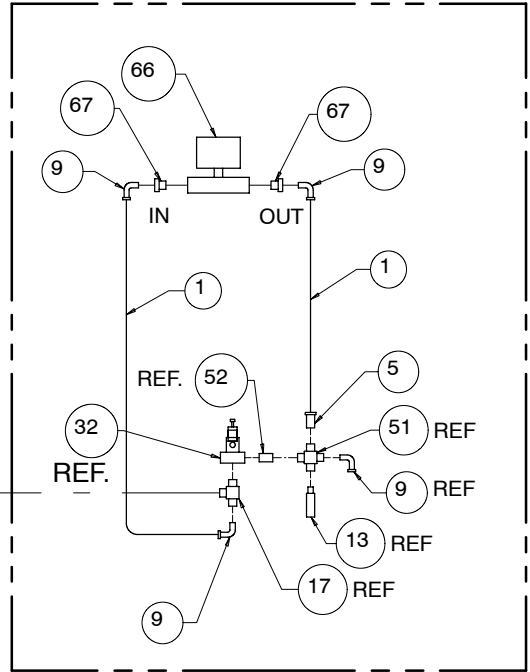 66
67
67
9
9
IN
OUT
1
1
REF.
52
5
32
51
REF
REF.
9
REF
13
REF
17
REF
9